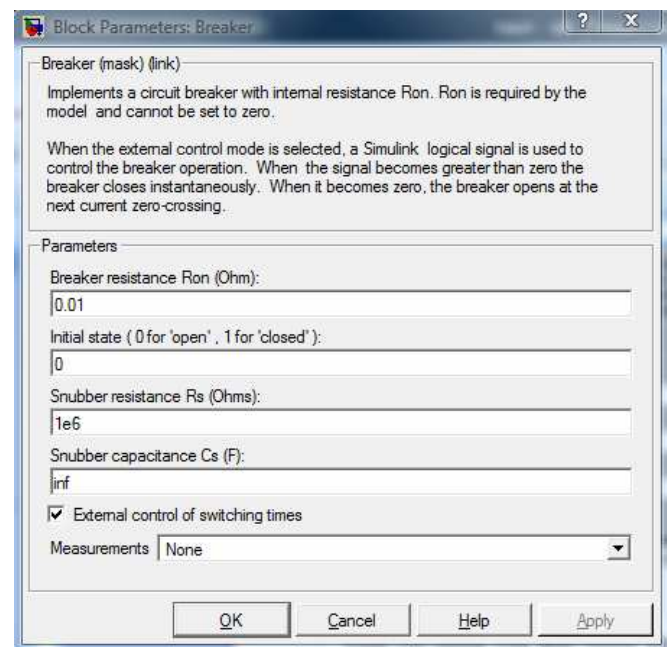 Block Parameters: Breaker
Breaker (mask) (link)
Implements a circuit breaker with internal resistance Ron. Ron is required by the
model and cannot be set to zero.
When the external control mode is selected, a Simulink logical signal is used to
control the breaker operation. When the signal becomes greater than zero the
breaker closes instantaneously. When it becomes zero, the breaker opens at the
next current zero-crossing.
Parameters
Breaker resistance Ron (Ohm):
0.01
Initial state ( 0 for 'open' , 1 for 'closed' ):
0
Snubber resistance Rs (Ohms):
1e6
Snubber capacitance Cs (F):
inf
External control of switching times
Measurements None
OK Cancel Help Apply